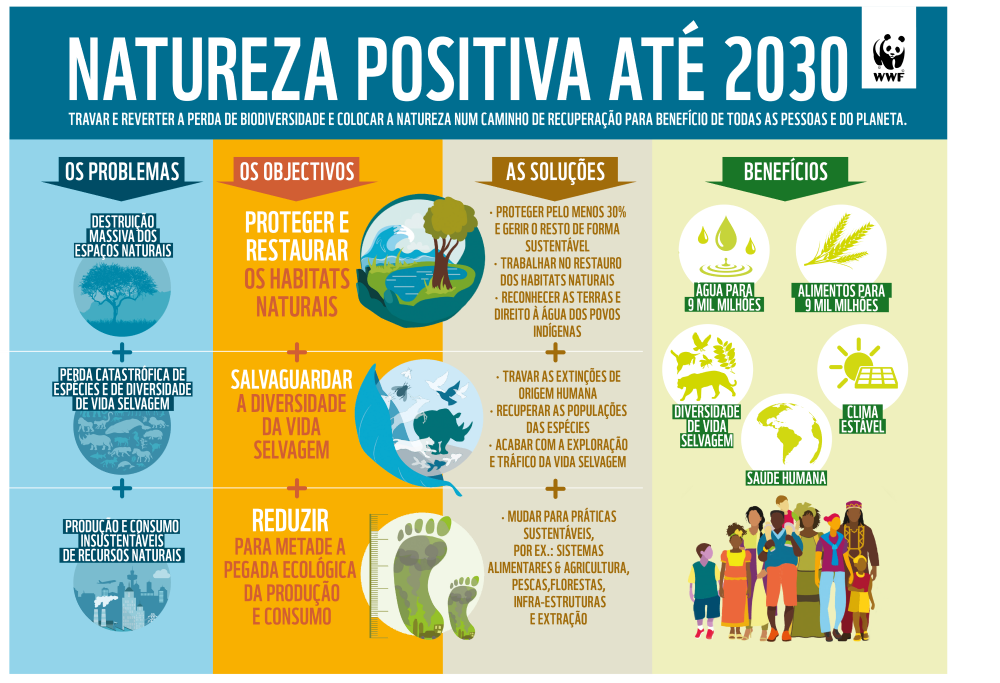 NATUREZA POSITIVA ATÉ 2030
WWF
TRAVAR E REVERTER A PERDA DE BIODIVERSIDADE E COLOCAR A NATUREZA NUM CAMINHO DE RECUPERAÇÃO PARA BENEFÍCIO DE TODAS AS PESSOAS E DO PLANETA.
OS PROBLEMAS
DESTRUIÇÃO
MASSIVA DOS
ESPAÇOS NATURAIS
+
PERDA CATASTRÓFICA DE
ESPÉCIES E DE DIVERSIDADE
DE VIDA SELVAGEM
+
PRODUÇÃO E CONSUMO
INSUSTENTÁVEIS
DE RECURSOS NATURAIS
OS OBJECTIVOS
PROTEGER E
RESTAURAR
OS HABITATS
NATURAIS
+
SALVAGUARDAR
A DIVERSIDADE
DA VIDA
SELVAGEM
+
REDUZIR
PARA METADE A
PEGADA ECOLÓGICA
DA PRODUÇÃO
E CONSUMO
AS SOLUÇÕES
· PROTEGER PELO MENOS 30%
E GERIR O RESTO DE FORMA
SUSTENTÁVEL
· TRABALHAR NO RESTAURO
DOS HABITATS NATURAIS
· RECONHECER AS TERRAS E
DIREITO À ÁGUA DOS POVOS
INDÍGENAS
+
· TRAVAR AS EXTINÇÕES DE
ORIGEM HUMANA
· RECUPERAR AS POPULAÇÕES
DAS ESPÉCIES
· ACABAR COM A EXPLORAÇÃO
E TRÁFICO DA VIDA SELVAGEM
+
· MUDAR PARA PRÁTICAS
SUSTENTÁVEIS,
POR EX.: SISTEMAS
ALIMENTARES & AGRICULTURA,
PESCAS,FLORESTAS,
INFRA-ESTRUTURAS
E EXTRACÇÃO
BENEFÍCIOS
ÁGUA PARA
9 MIL MILHÕES
ALIMENTOS PARA
9 MIL MILHÕES
DIVERSIDADE
DE VIDA
SELVAGEM
CLIMA
ESTÁVEL
SAÚDE HUMANA